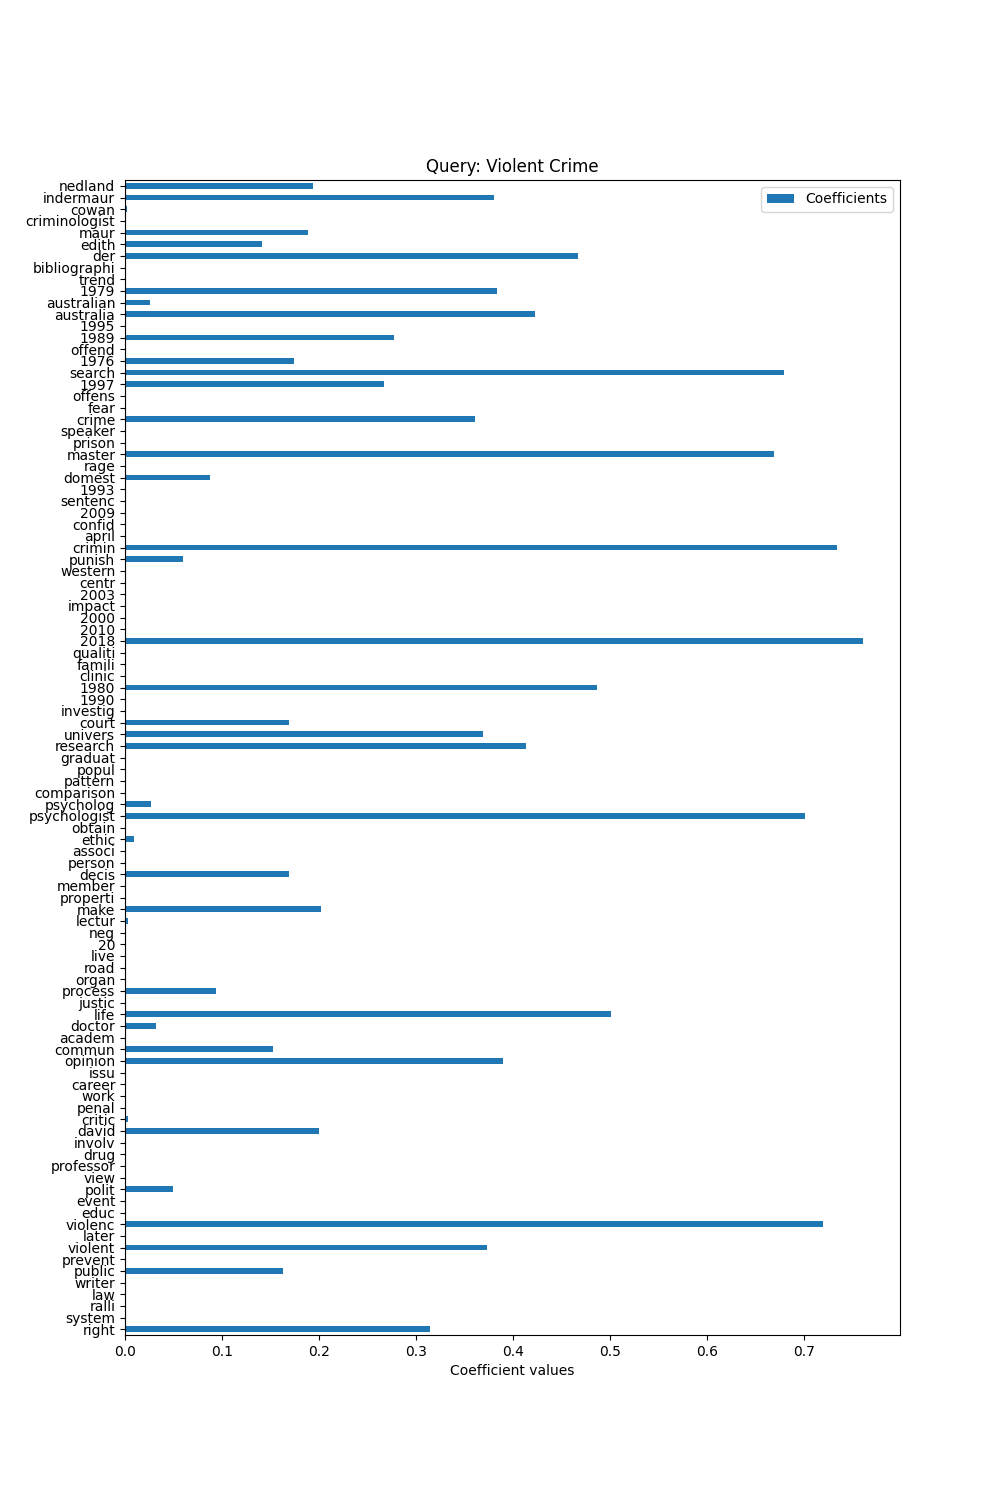 Query: Violent Crime
Coefficients
nedland
indermaur
cowan
criminologist
maur
edith
der
bibliographi
trend
1979
australian
australia
1995
1989
offend
1976
search
1997
offens
fear
crime
speaker
prison
master
rage
domest
1993
sentenc
2009
confid
april
crimin
punish
western
centr
2003
impact
2000
2010
2018
qualiti
famili
clinic
1980
1990
investig
court
univers
research
graduat
popul
pattern
comparison
psycholog
psychologist
obtain
ethic
associ
person
decis
member
properti
make
lectur
neg
20
live
road
organ
process
justic
life
doctor
academ
commun
opinion
issu
career
work
penal
critic
david
involv
drug
professor
view
polit
event
educ
violenc
later
violent
prevent
public
writer
law
ralli
system
right
0.0 0.1 0.2 0.3 0.4 0.5 0.6 0.7
Coefficient values